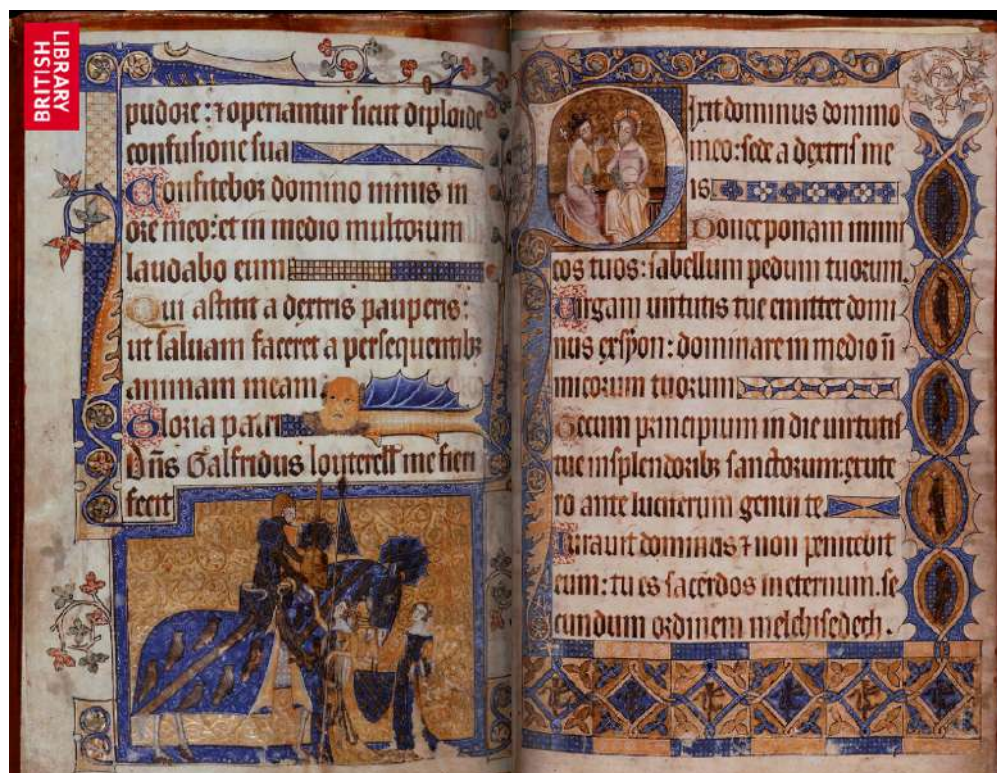 BRITISH
LIBRARY
pudore: ⁊ operiantur sicut diploide
confusione sua
Confitebor domino nimis in
ore meo: et in medio multorum
laudabo eum
Qui astitit a dextris pauperis:
ut saluam faceret a persequentibꝫ
animam meam.
Gloria patri
Dn̄s Galfridus louterell me fieri
fecit
Dixit dominus domino
meo: sede a dextris me
is
Donec ponam inimi
cos tuos: scabellum pedum tuorum.
Uirgam uirtutis tue emittet domi
nus ex syon: dominare in medio ini
micorum tuorum
Tecum principium in die uirtutis
tue in splendoribꝫ sanctorum: ex ute
ro ante luciferum genui te.
Iurauit dominus ⁊ non penitebit
eum: tu es sacerdos in eternum. se
cundum ordinem melchisedech.